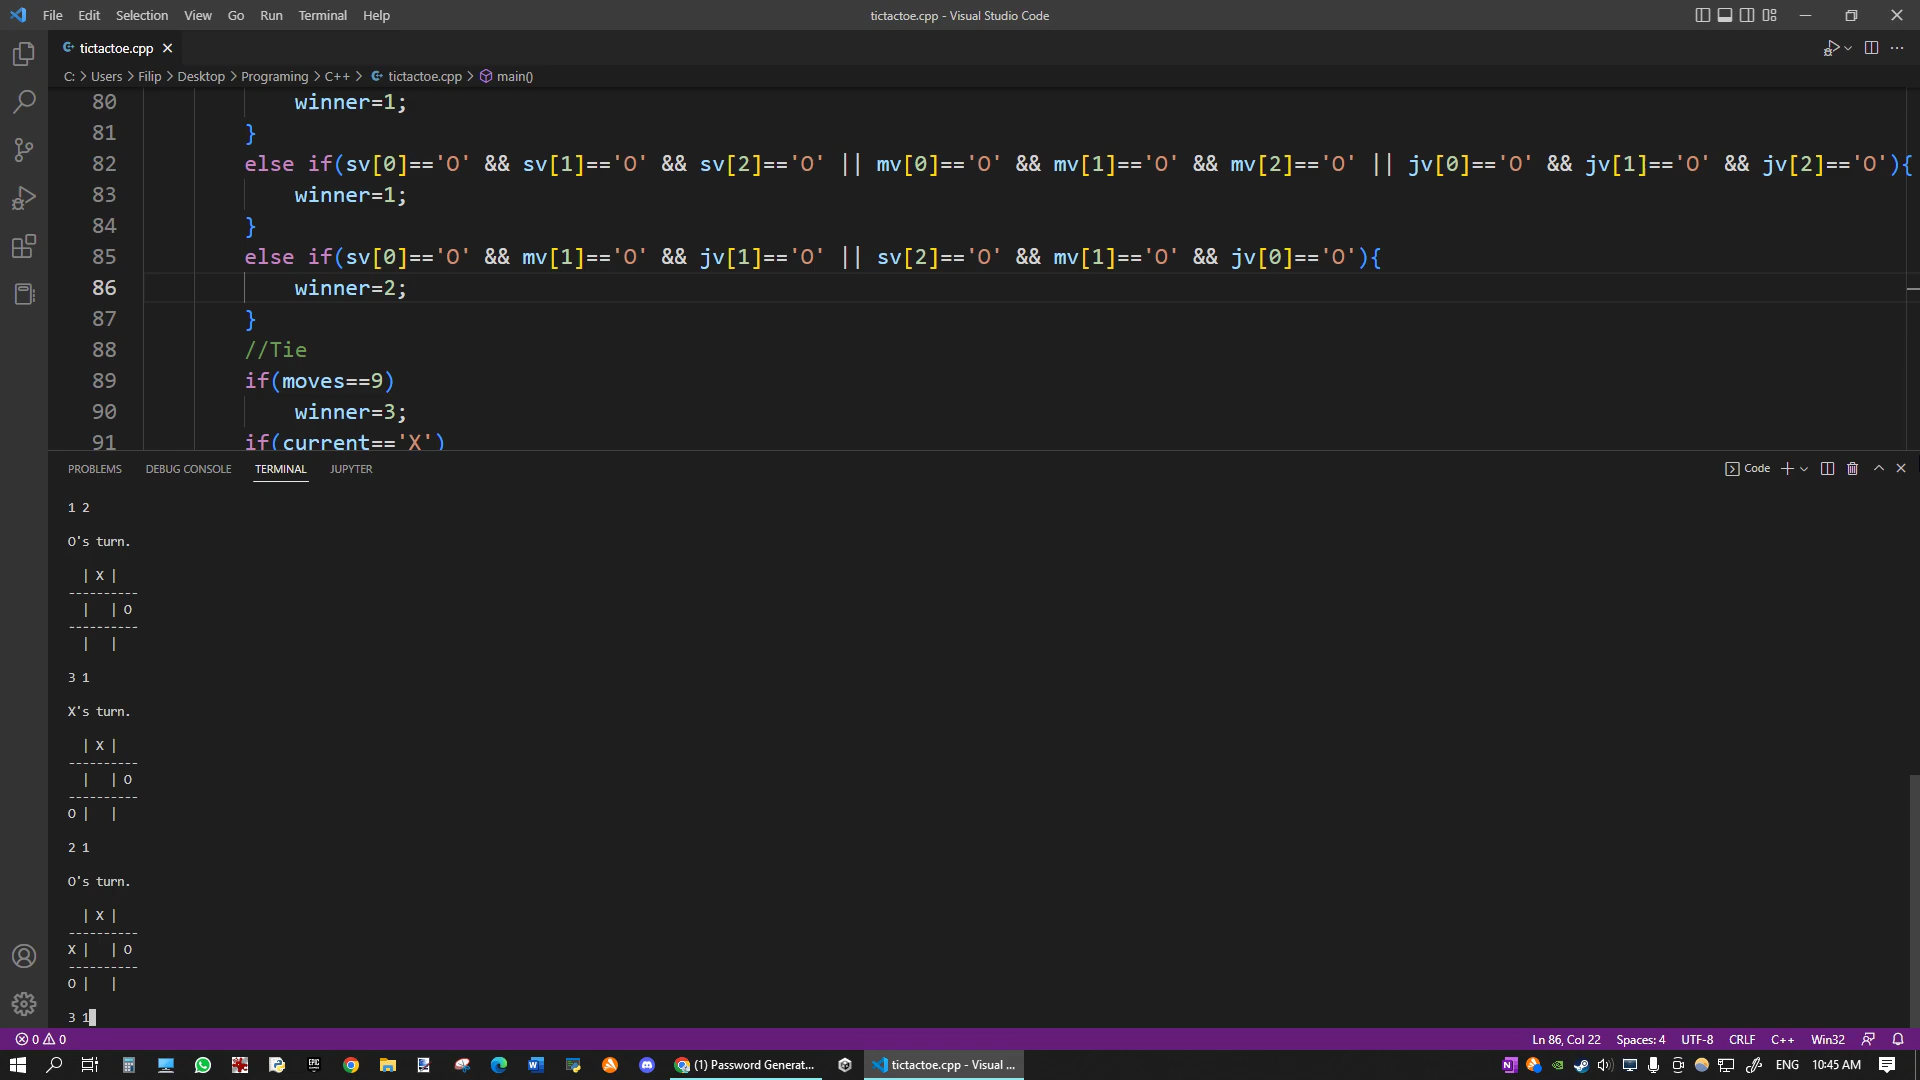 File Edit Selection View Go Run Terminal Help
tictactoe.cpp - Visual Studio Code
tictactoe.cpp
C: > Users > Filip > Desktop > Programing > C++ > tictactoe.cpp > main()
80 winner=1;
81 }
82 else if(sv[0]=='O' && sv[1]=='O' && sv[2]=='O' || mv[0]=='O' && mv[1]=='O' && mv[2]=='O' || jv[0]=='O' && jv[1]=='O' && jv[2]=='O'){
83 winner=1;
84 }
85 else if(sv[0]=='O' && mv[1]=='O' && jv[1]=='O' || sv[2]=='O' && mv[1]=='O' && jv[0]=='O'){
86 winner=2;
87 }
88 //Tie
89 if(moves==9)
90 winner=3;
91 if(current=='X')
PROBLEMS DEBUG CONSOLE TERMINAL JUPYTER
Code
1 2
O's turn.
| X |
----------
| | O
----------
| |
3 1
X's turn.
| X |
----------
| | O
----------
O | |
2 1
O's turn.
| X |
----------
X | | O
----------
O | |
3 1
0 0
Ln 86, Col 22 Spaces: 4 UTF-8 CRLF C++ Win32
(1) Password Generat...
tictactoe.cpp - Visual ...
ENG 10:45 AM